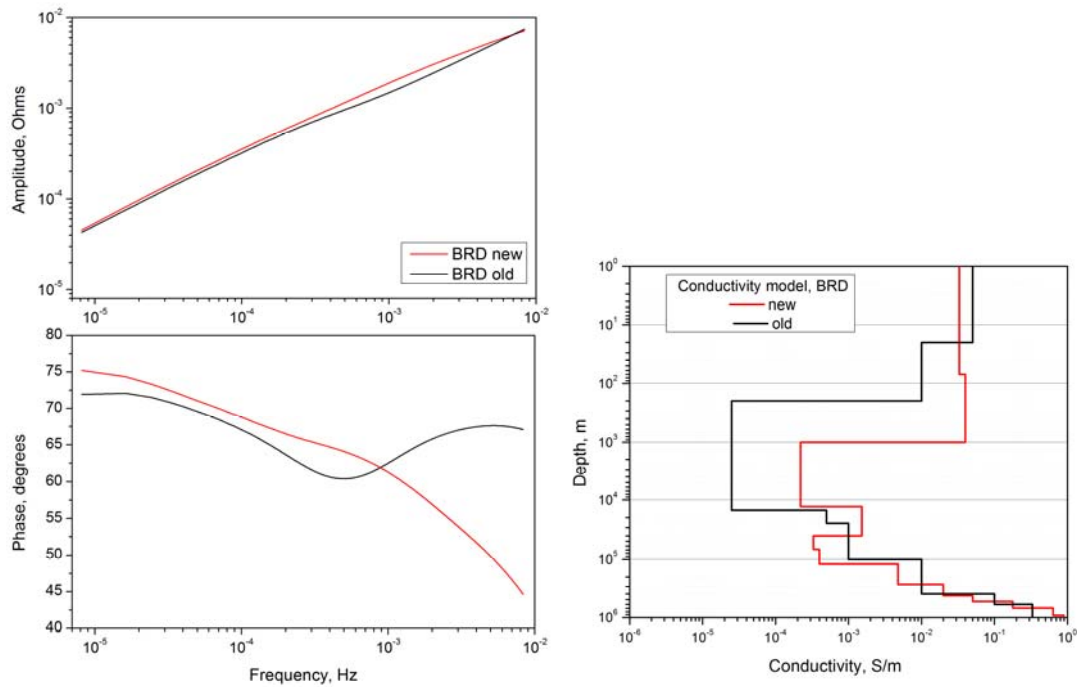 10⁻²
10⁻³
10⁻⁴
10⁻⁵
Amplitude, Ohms
BRD new
BRD old
10⁻⁵ 10⁻⁴ 10⁻³ 10⁻²
80
75
70
65
60
55
50
45
40
Phase, degrees
10⁻⁵ 10⁻⁴ 10⁻³ 10⁻²
Frequency, Hz
Conductivity model, BRD
new
old
10⁰
10¹
10²
10³
10⁴
10⁵
10⁶
Depth, m
10⁻⁶ 10⁻⁵ 10⁻⁴ 10⁻³ 10⁻² 10⁻¹ 10⁰
Conductivity, S/m